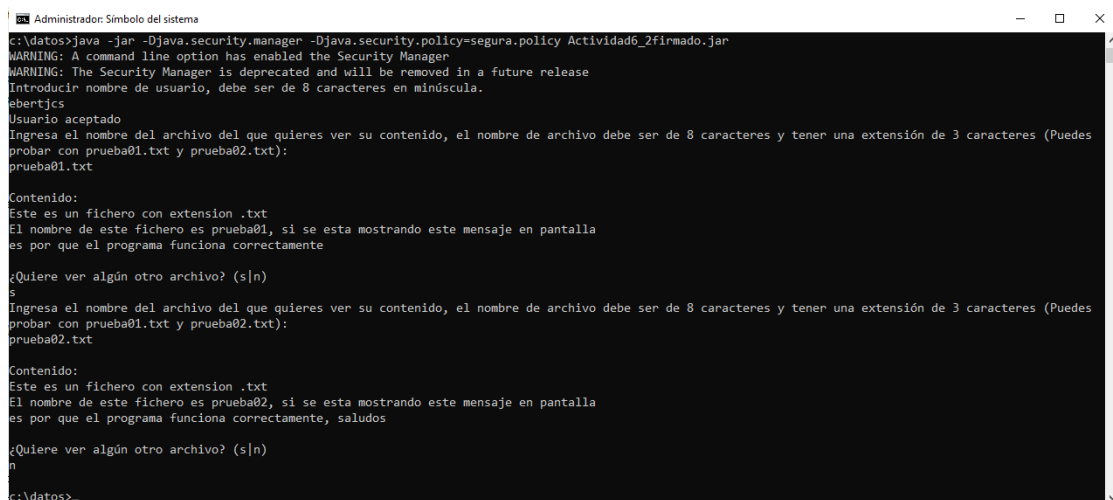 Administrador: Símbolo del sistema
c:\datos>java -jar -Djava.security.manager -Djava.security.policy=segura.policy Actividad6_2firmado.jar
WARNING: A command line option has enabled the Security Manager
WARNING: The Security Manager is deprecated and will be removed in a future release
Introducir nombre de usuario, debe ser de 8 caracteres en minúscula.
ebertjcs
Usuario aceptado
Ingresa el nombre del archivo del que quieres ver su contenido, el nombre de archivo debe ser de 8 caracteres y tener una extensión de 3 caracteres (Puedes
probar con prueba01.txt y prueba02.txt):
prueba01.txt
Contenido:
Este es un fichero con extension .txt
El nombre de este fichero es prueba01, si se esta mostrando este mensaje en pantalla
es por que el programa funciona correctamente
¿Quiere ver algún otro archivo? (s|n)
s
Ingresa el nombre del archivo del que quieres ver su contenido, el nombre de archivo debe ser de 8 caracteres y tener una extensión de 3 caracteres (Puedes
probar con prueba01.txt y prueba02.txt):
prueba02.txt
Contenido:
Este es un fichero con extension .txt
El nombre de este fichero es prueba02, si se esta mostrando este mensaje en pantalla
es por que el programa funciona correctamente, saludos
¿Quiere ver algún otro archivo? (s|n)
n
c:\datos>_